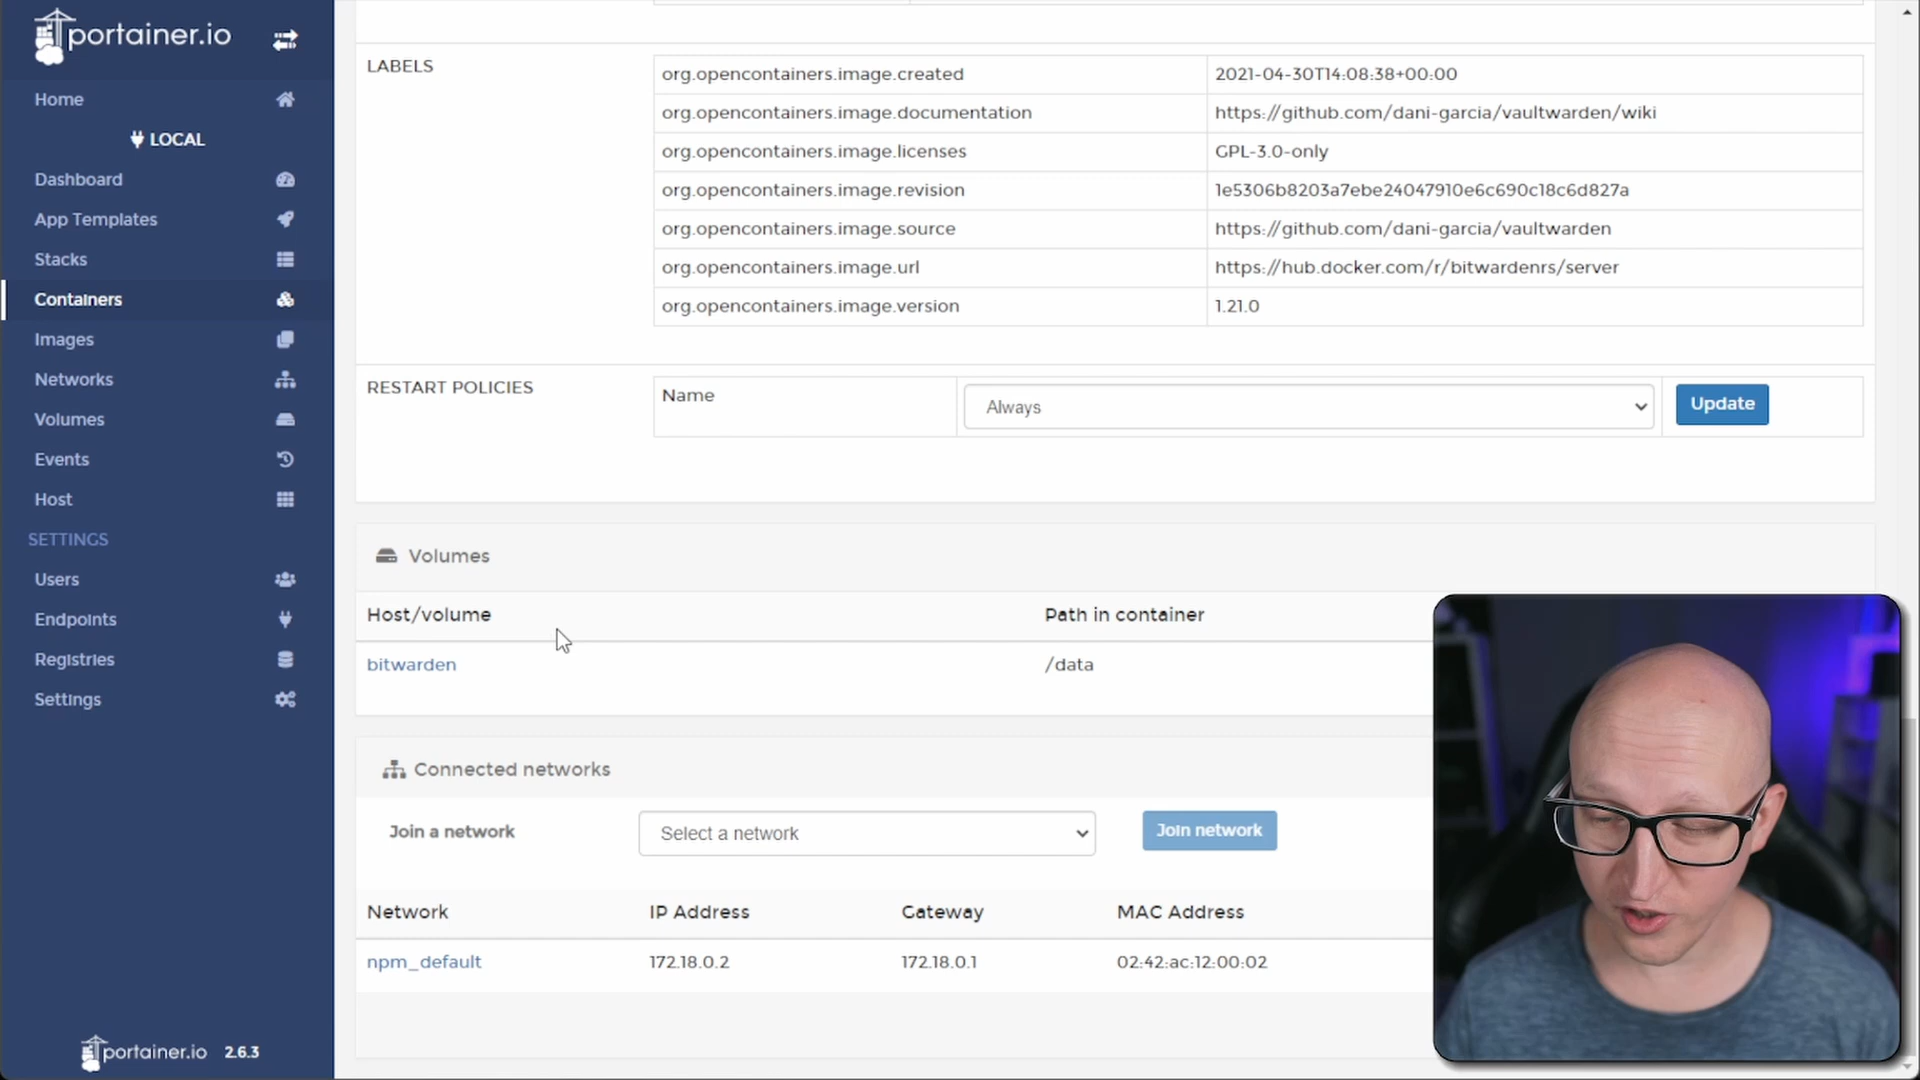 portainer.io
Home
LOCAL
Dashboard
App Templates
Stacks
Containers
Images
Networks
Volumes
Events
Host
SETTINGS
Users
Endpoints
Registries
Settings
portainer.io 2.6.3
LABELS
org.opencontainers.image.created 2021-04-30T14:08:38+00:00
org.opencontainers.image.documentation https://github.com/dani-garcia/vaultwarden/wiki
org.opencontainers.image.licenses GPL-3.0-only
org.opencontainers.image.revision 1e5306b8203a7ebe24047910e6c690c18c6d827a
org.opencontainers.image.source https://github.com/dani-garcia/vaultwarden
org.opencontainers.image.url https://hub.docker.com/r/bitwardenrs/server
org.opencontainers.image.version 1.21.0
RESTART POLICIES Name Always Update
Volumes
Host/volume Path in container
bitwarden /data
Connected networks
Join a network Select a network Join network
Network IP Address Gateway MAC Address
npm_default 172.18.0.2 172.18.0.1 02:42:ac:12:00:02